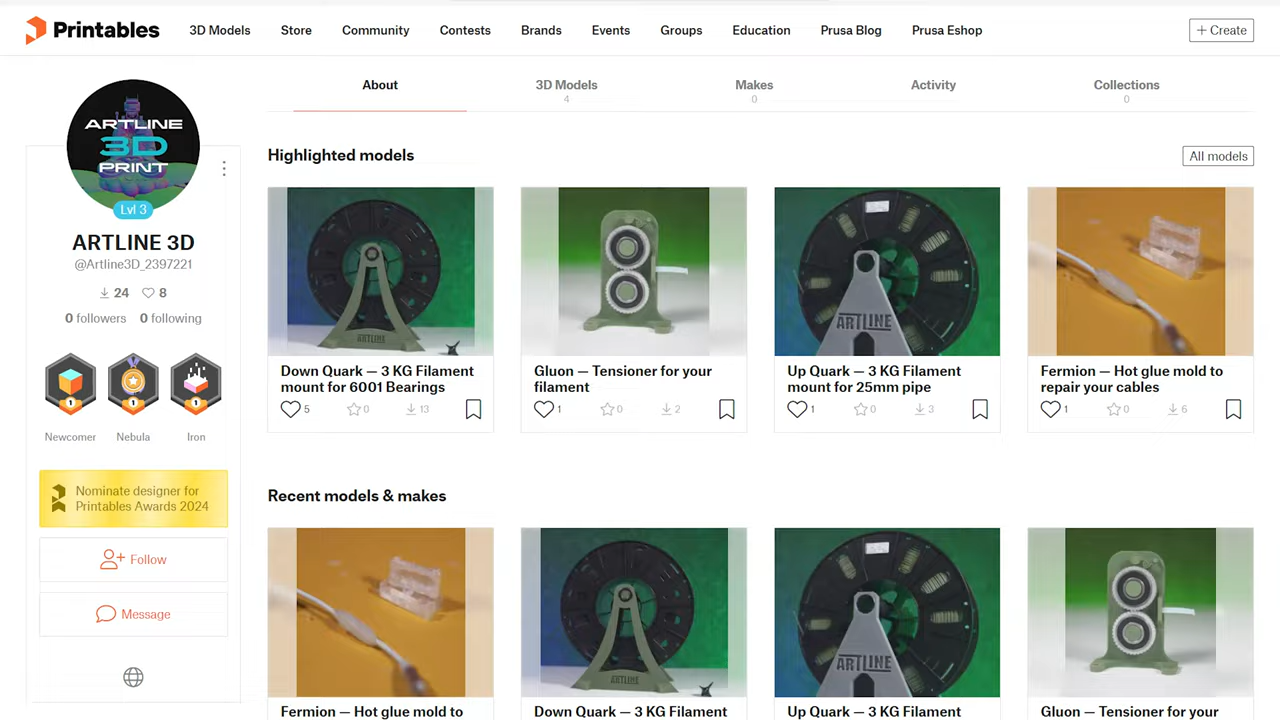 Printables
3D Models Store Community Contests Brands Events Groups Education Prusa Blog Prusa Eshop
+ Create
About
3D Models
4
Makes
0
Activity
Collections
0
ARTLINE
3D
PRINT
Lvl 3
ARTLINE 3D
@Artline3D_2397221
24 8
0 followers 0 following
1 1 1
Newcomer Nebula Iron
Nominate designer for
Printables Awards 2024
Follow
Message
Highlighted models
All models
ARTLINE
Down Quark — 3 KG Filament
mount for 6001 Bearings
5 0 13
Gluon — Tensioner for your
filament
1 0 2
ARTLINE
Up Quark — 3 KG Filament
mount for 25mm pipe
1 0 3
Fermion — Hot glue mold to
repair your cables
1 0 6
Recent models & makes
Fermion — Hot glue mold to
ARTLINE
Down Quark — 3 KG Filament
ARTLINE
Up Quark — 3 KG Filament
Gluon — Tensioner for your